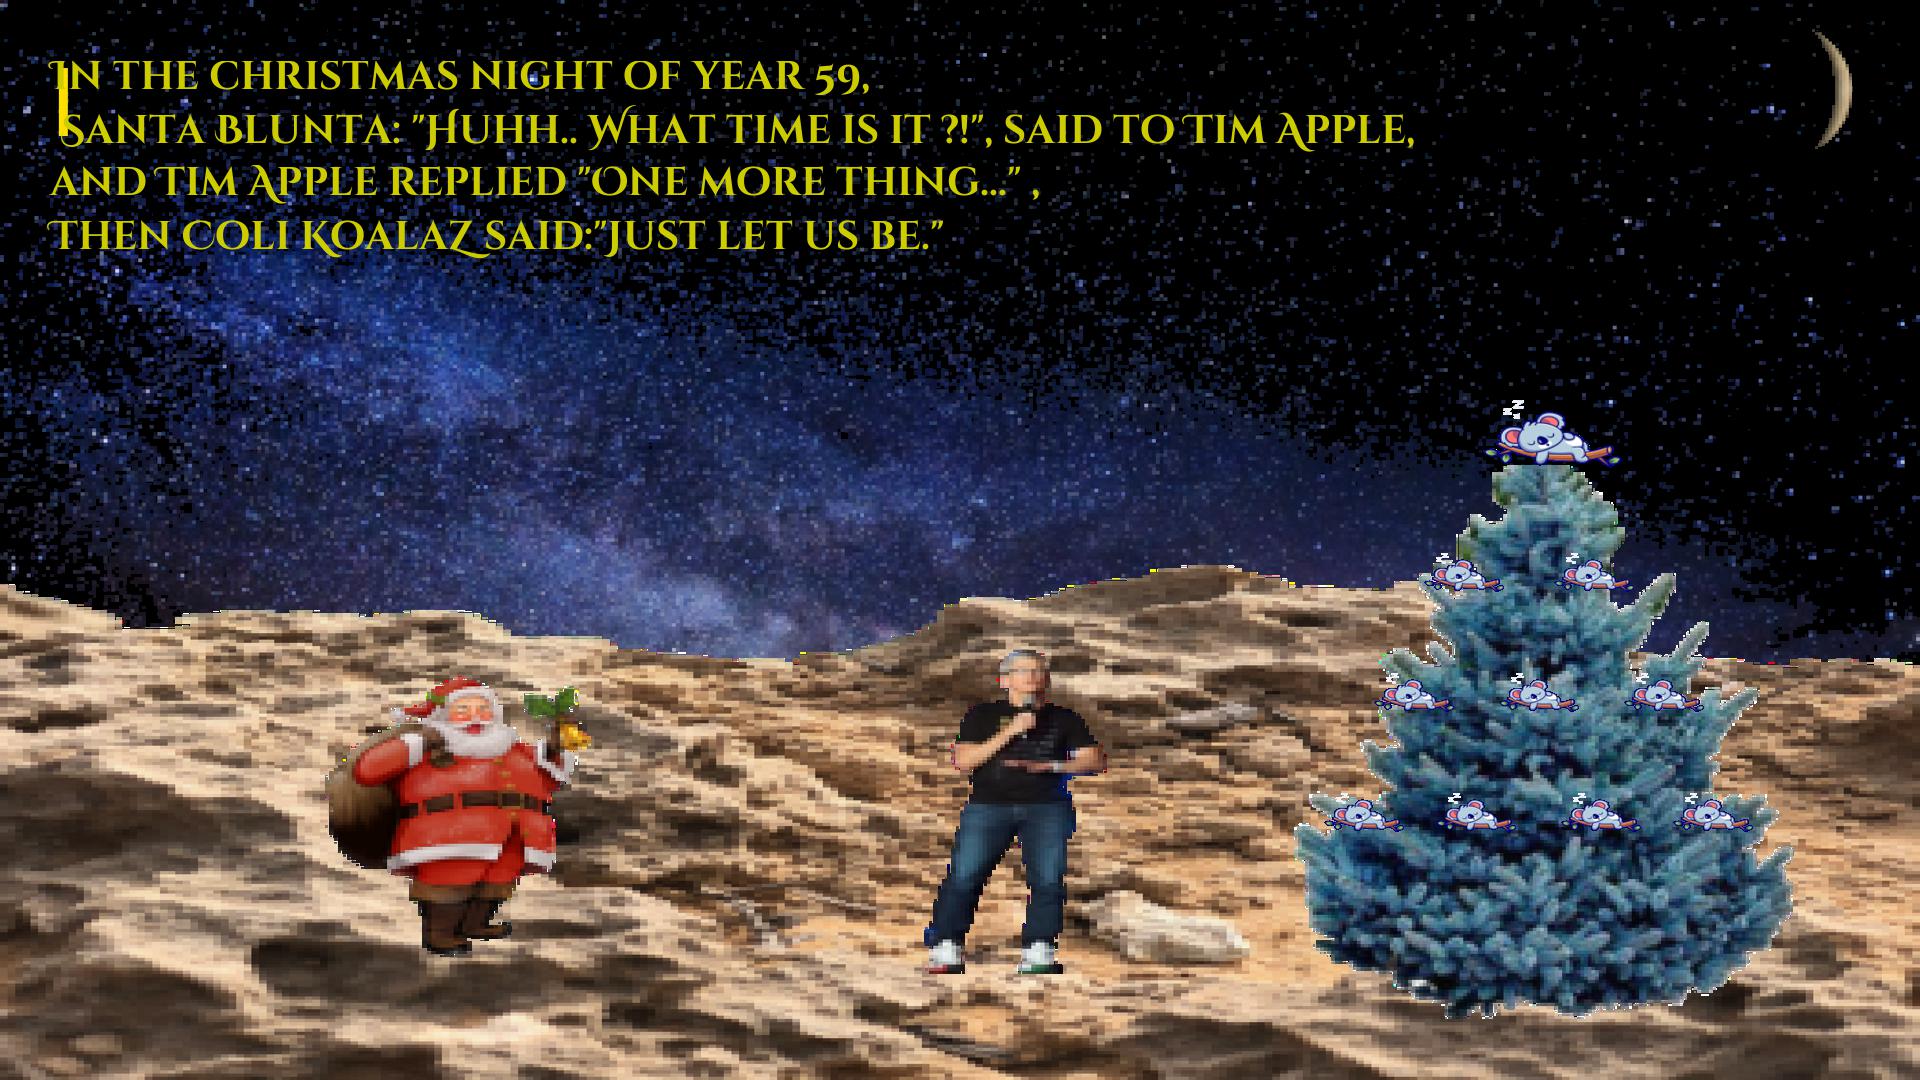 In the Christmas night of year 59,
Santa Blunta: "Huhh.. What time is it ?!", said to Tim Apple,
and Tim Apple replied "One more thing..." ,
Then Coli KoalaZ said:"Just let us be."
zZ